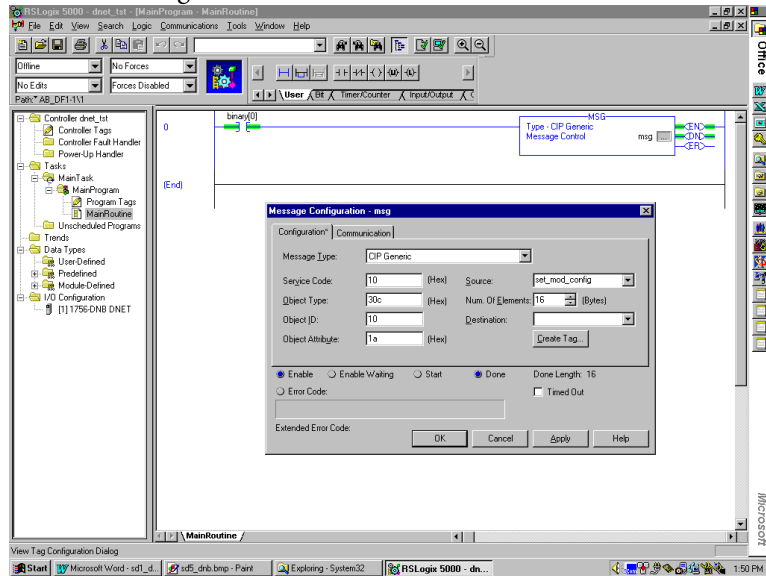 RSLogix 5000 - dnet_tst - [MainProgram - MainRoutine]
File Edit View Search Logic Communications Tools Window Help
Offline
No Forces
No Edits
Forces Disabled
Path: AB_DF1-1\1
User Bit Timer/Counter Input/Output
Office
Controller dnet_tst
Controller Tags
Controller Fault Handler
Power-Up Handler
Tasks
MainTask
MainProgram
Program Tags
MainRoutine
Unscheduled Programs
Trends
Data Types
User-Defined
Predefined
Module-Defined
I/O Configuration
[1] 1756-DNB DNET
0
binary[0]
MSG
Type - CIP Generic
Message Control msg ...
EN
DN
ER
(End)
Message Configuration - msg
Configuration* Communication
Message Type: CIP Generic
Service Code: 10 (Hex) Source: set_mod_config
Object Type: 30c (Hex) Num. Of Elements: 16 (Bytes)
Object ID: 10 Destination:
Object Attribute: 1a (Hex) Create Tag...
Enable Enable Waiting Start Done Done Length: 16
Error Code: Timed Out
Extended Error Code:
OK Cancel Apply Help
MainRoutine
Microsoft
View Tag Configuration Dialog
Start Microsoft Word - sd1_d... sd5_dnb.bmp - Paint Exploring - System32 RSLogix 5000 - dn... 1:50 PM